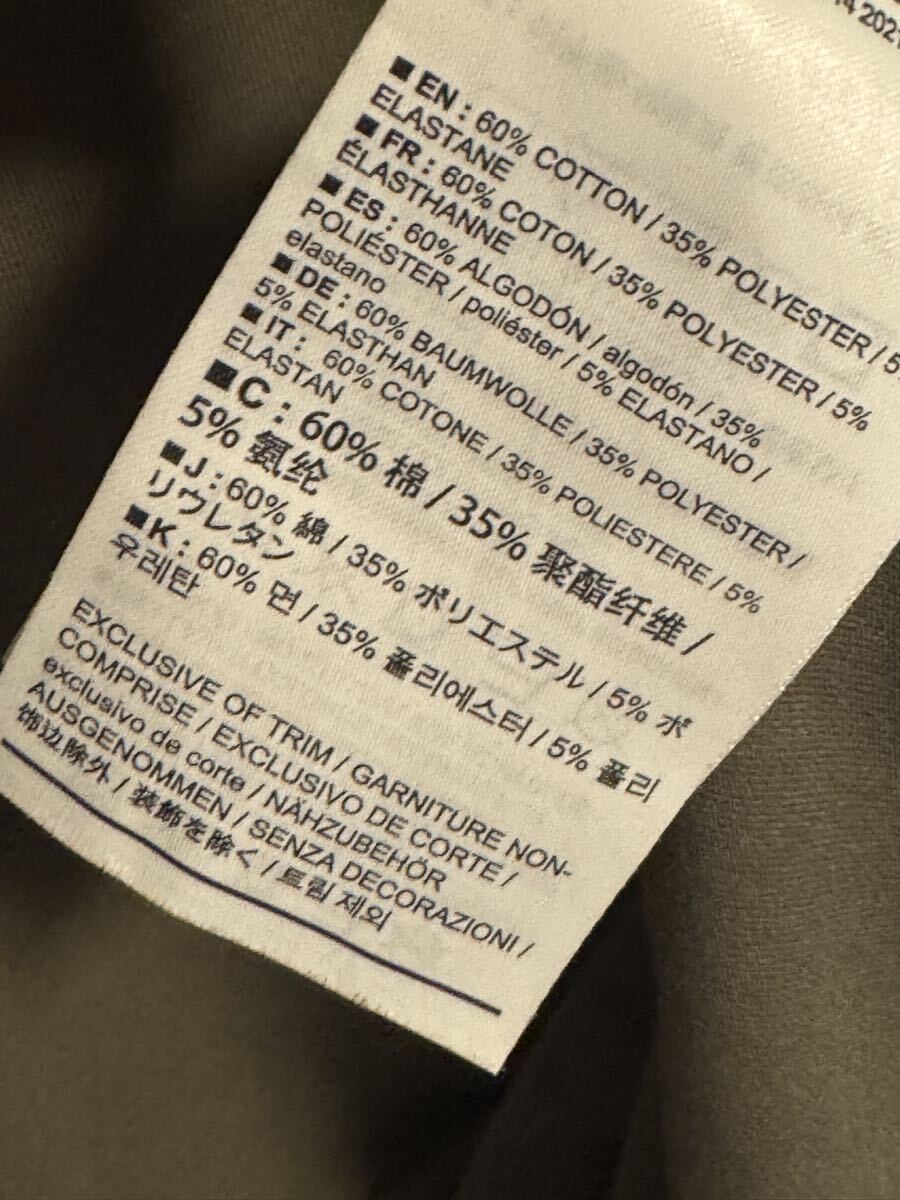 2021
■ EN : 60% COTTON / 35% POLYESTER / 5%
ELASTANE
■ FR : 60% COTON / 35% POLYESTER / 5%
ÉLASTHANNE
■ ES : 60% ALGODÓN / algodón / 35%
POLIÉSTER / poliéster / 5% ELASTANO /
elastano
■ DE : 60% BAUMWOLLE / 35% POLYESTER /
5% ELASTHAN
■ IT : 60% COTONE / 35% POLIESTERE / 5%
ELASTAN
■ C : 60% 棉 / 35% 聚酯纤维 /
5% 氨纶
■ J : 60% 綿 / 35% ポリエステル / 5% ポ
リウレタン
■ K : 60% 면 / 35% 폴리에스터 / 5% 폴리
우레탄
EXCLUSIVE OF TRIM / GARNITURE NON-
COMPRISE / EXCLUSIVO DE CORTE /
exclusivo de corte / NÄHZUBEHÖR
AUSGENOMMEN / SENZA DECORAZIONI /
饰边除外 / 装飾を除く / 트림 제외